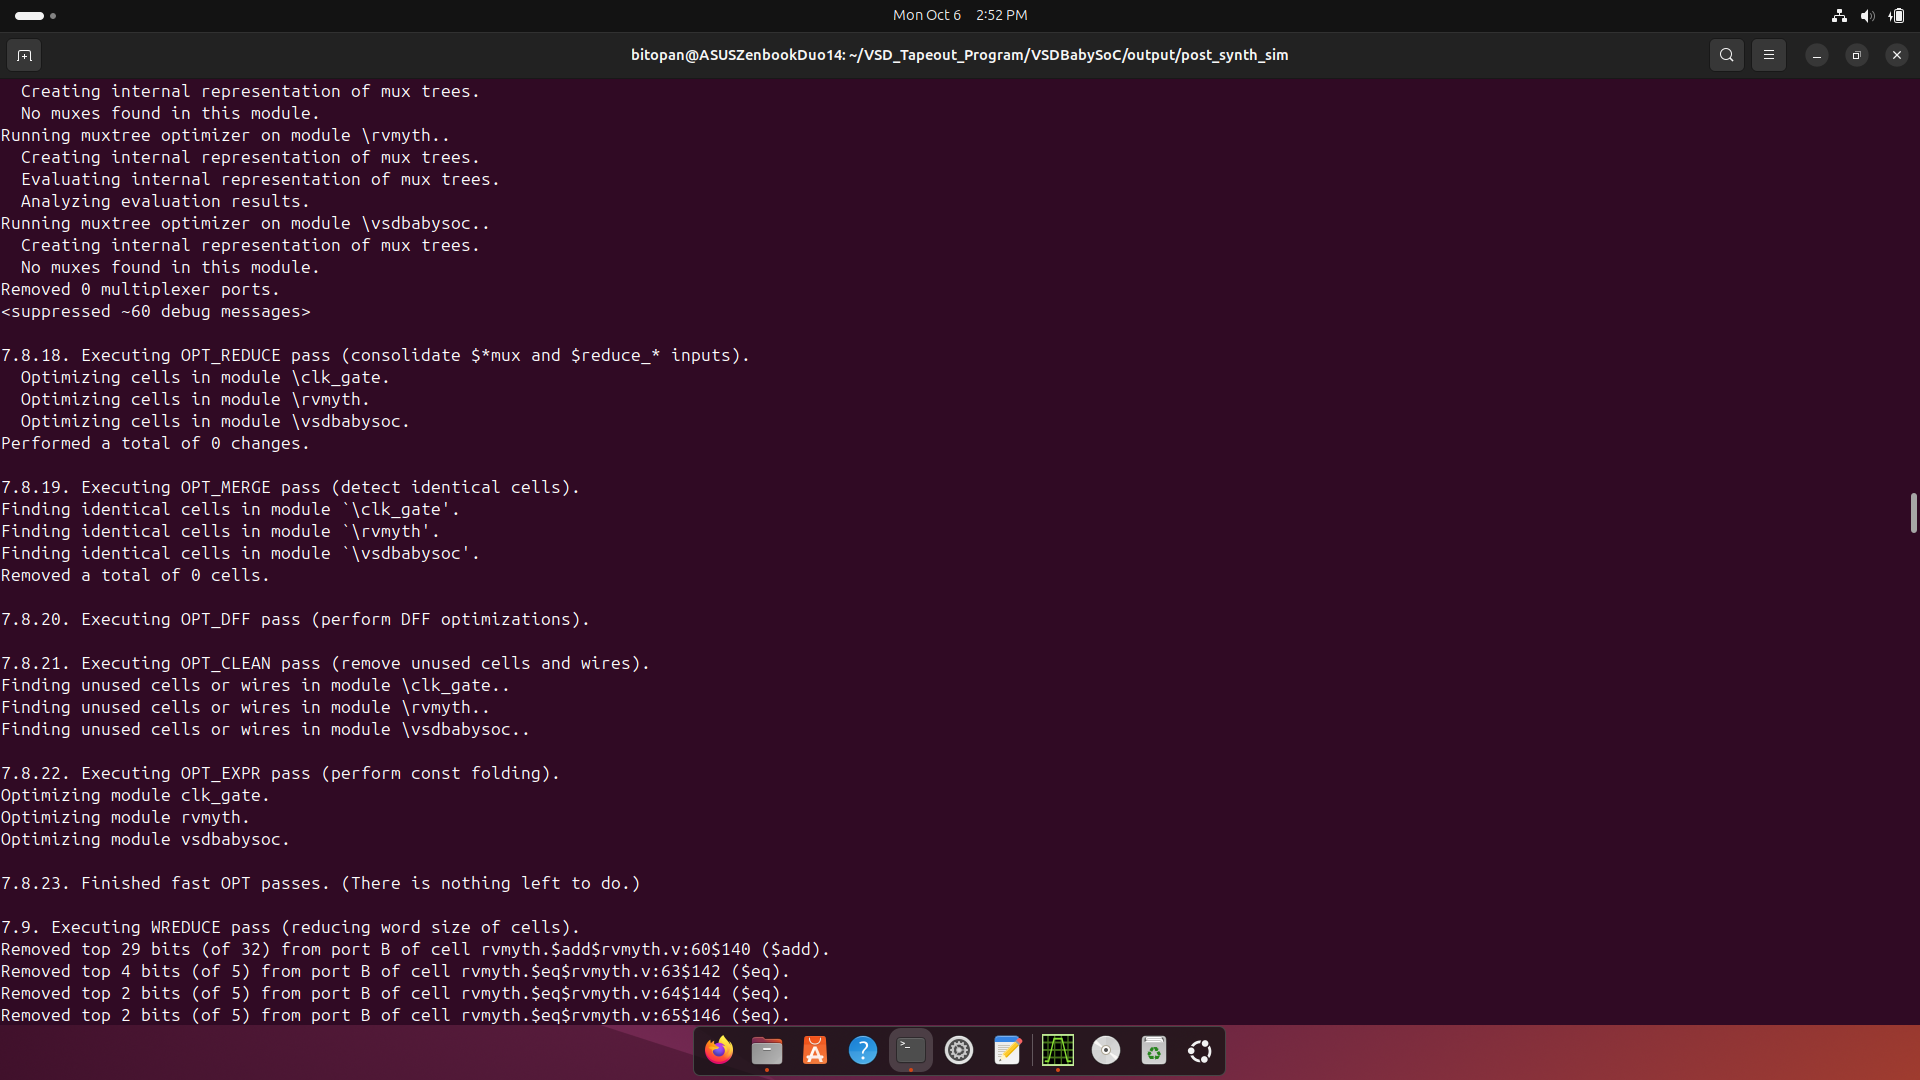 Mon Oct 6 2:52 PM
bitopan@ASUSZenbookDuo14: ~/VSD_Tapeout_Program/VSDBabySoC/output/post_synth_sim
  Creating internal representation of mux trees.
  No muxes found in this module.
Running muxtree optimizer on module \rvmyth..
  Creating internal representation of mux trees.
  Evaluating internal representation of mux trees.
  Analyzing evaluation results.
Running muxtree optimizer on module \vsdbabysoc..
  Creating internal representation of mux trees.
  No muxes found in this module.
Removed 0 multiplexer ports.
<suppressed ~60 debug messages>

7.8.18. Executing OPT_REDUCE pass (consolidate $*mux and $reduce_* inputs).
  Optimizing cells in module \clk_gate.
  Optimizing cells in module \rvmyth.
  Optimizing cells in module \vsdbabysoc.
Performed a total of 0 changes.

7.8.19. Executing OPT_MERGE pass (detect identical cells).
Finding identical cells in module `\clk_gate'.
Finding identical cells in module `\rvmyth'.
Finding identical cells in module `\vsdbabysoc'.
Removed a total of 0 cells.

7.8.20. Executing OPT_DFF pass (perform DFF optimizations).

7.8.21. Executing OPT_CLEAN pass (remove unused cells and wires).
Finding unused cells or wires in module \clk_gate..
Finding unused cells or wires in module \rvmyth..
Finding unused cells or wires in module \vsdbabysoc..

7.8.22. Executing OPT_EXPR pass (perform const folding).
Optimizing module clk_gate.
Optimizing module rvmyth.
Optimizing module vsdbabysoc.

7.8.23. Finished fast OPT passes. (There is nothing left to do.)

7.9. Executing WREDUCE pass (reducing word size of cells).
Removed top 29 bits (of 32) from port B of cell rvmyth.$add$rvmyth.v:60$140 ($add).
Removed top 4 bits (of 5) from port B of cell rvmyth.$eq$rvmyth.v:63$142 ($eq).
Removed top 2 bits (of 5) from port B of cell rvmyth.$eq$rvmyth.v:64$144 ($eq).
Removed top 2 bits (of 5) from port B of cell rvmyth.$eq$rvmyth.v:65$146 ($eq).